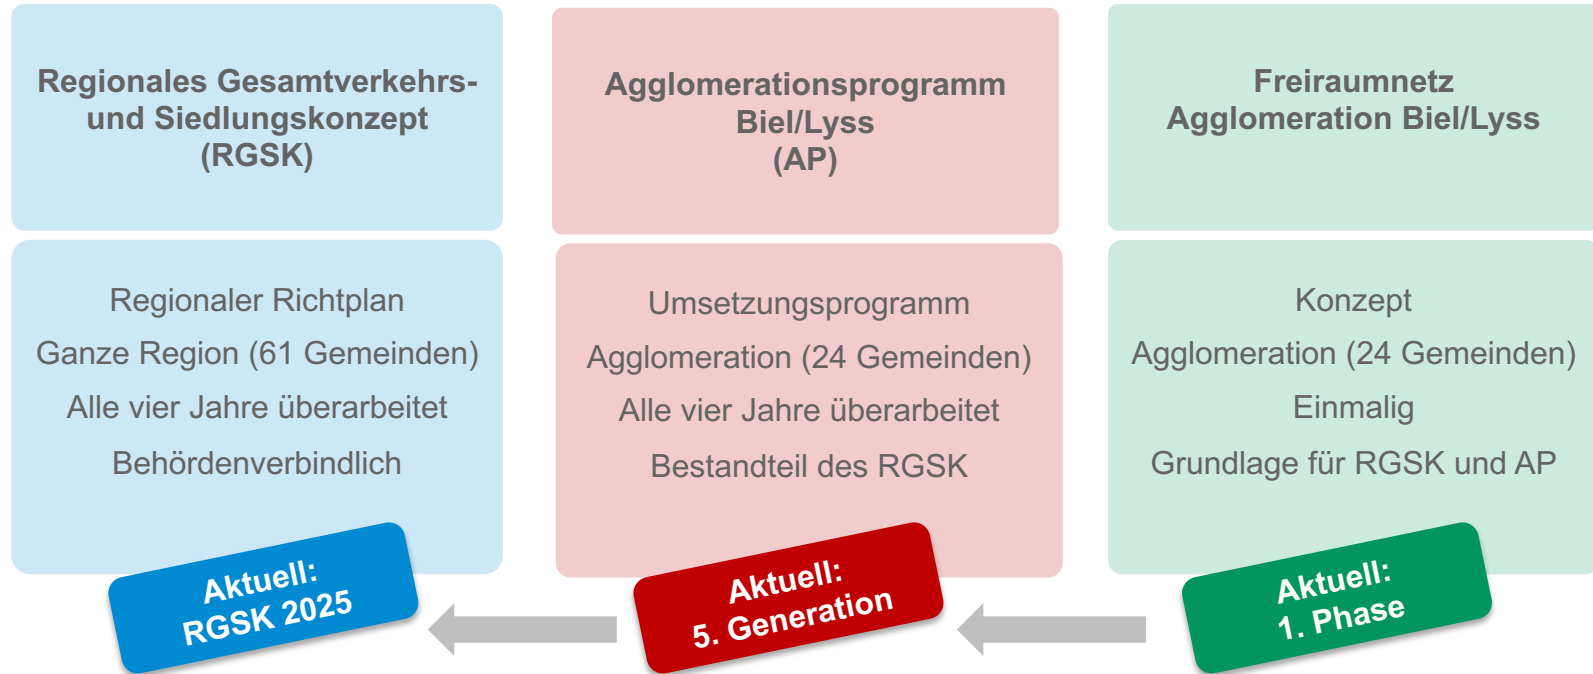 Regionales Gesamtverkehrs-
und Siedlungskonzept
(RGSK)
Regionaler Richtplan
Ganze Region (61 Gemeinden)
Alle vier Jahre überarbeitet
Behördenverbindlich
Aktuell:
RGSK 2025
Agglomerationsprogramm
Biel/Lyss
(AP)
Umsetzungsprogramm
Agglomeration (24 Gemeinden)
Alle vier Jahre überarbeitet
Bestandteil des RGSK
Aktuell:
5. Generation
Freiraumnetz
Agglomeration Biel/Lyss
Konzept
Agglomeration (24 Gemeinden)
Einmalig
Grundlage für RGSK und AP
Aktuell:
1. Phase